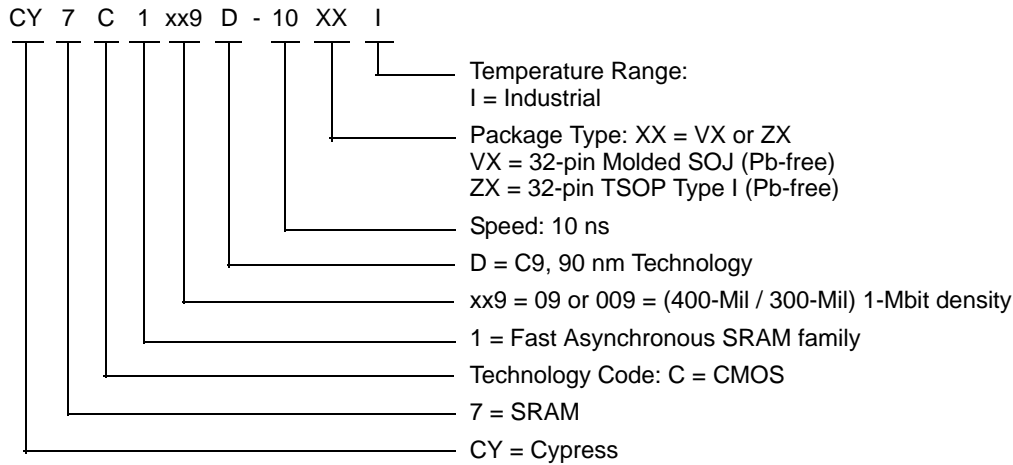 CY 7 C 1 xx9 D - 10 XX I
Temperature Range:
I = Industrial
Package Type: XX = VX or ZX
VX = 32-pin Molded SOJ (Pb-free)
ZX = 32-pin TSOP Type I (Pb-free)
Speed: 10 ns
D = C9, 90 nm Technology
xx9 = 09 or 009 = (400-Mil / 300-Mil) 1-Mbit density
1 = Fast Asynchronous SRAM family
Technology Code: C = CMOS
7 = SRAM
CY = Cypress